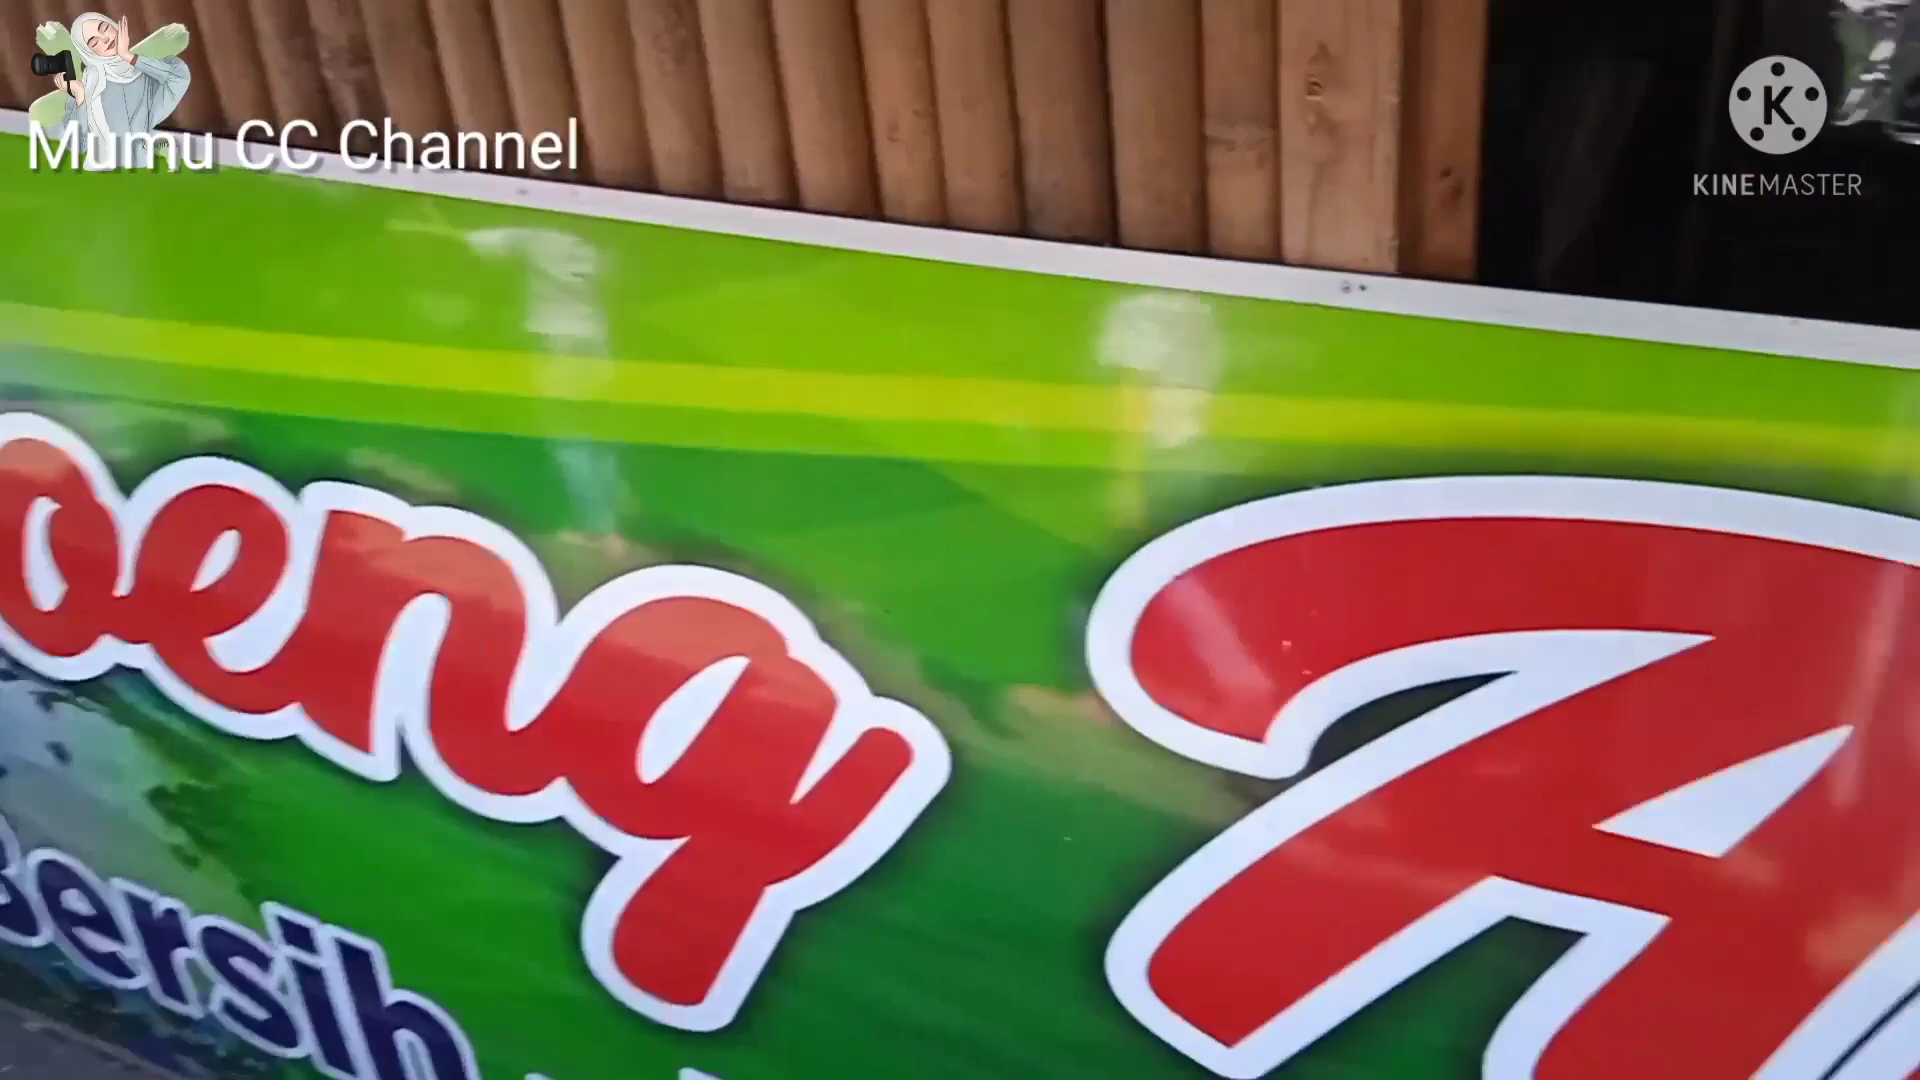 Mumu CC Channel
K
KINEMASTER
oeng A
Bersih